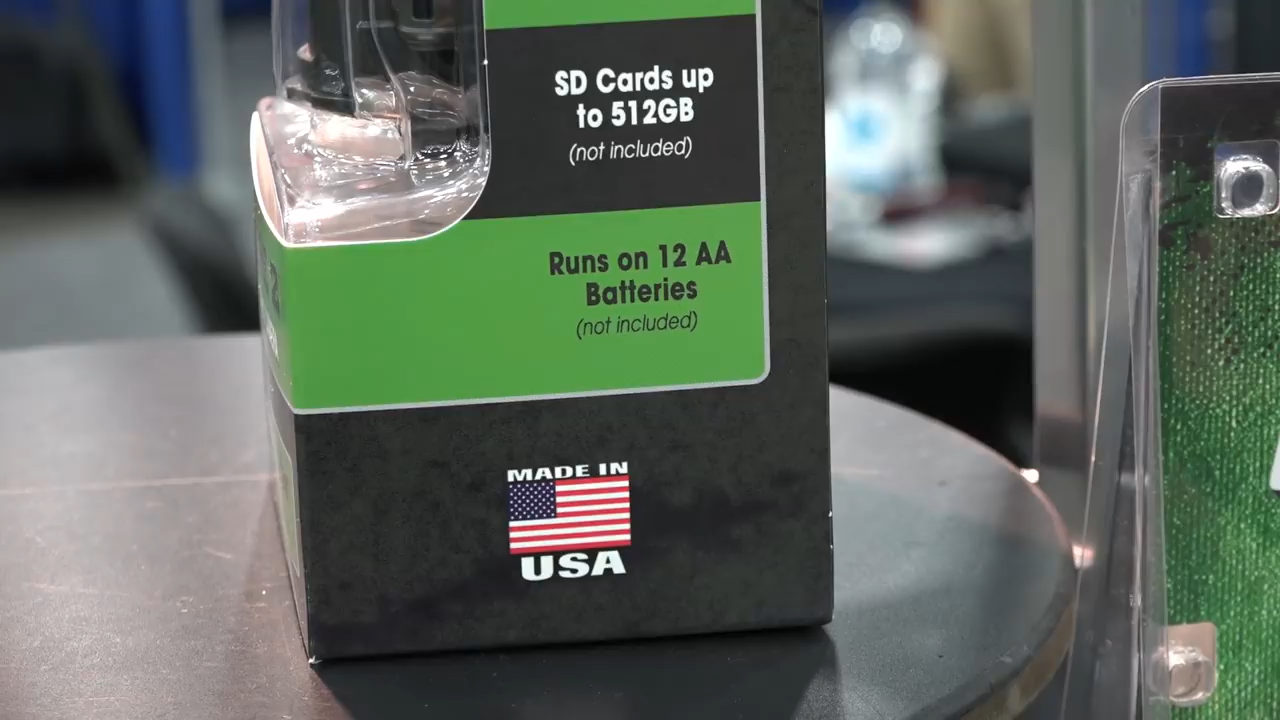 SD Cards up
to 512GB
(not included)
Runs on 12 AA
Batteries
(not included)
MADE IN
USA